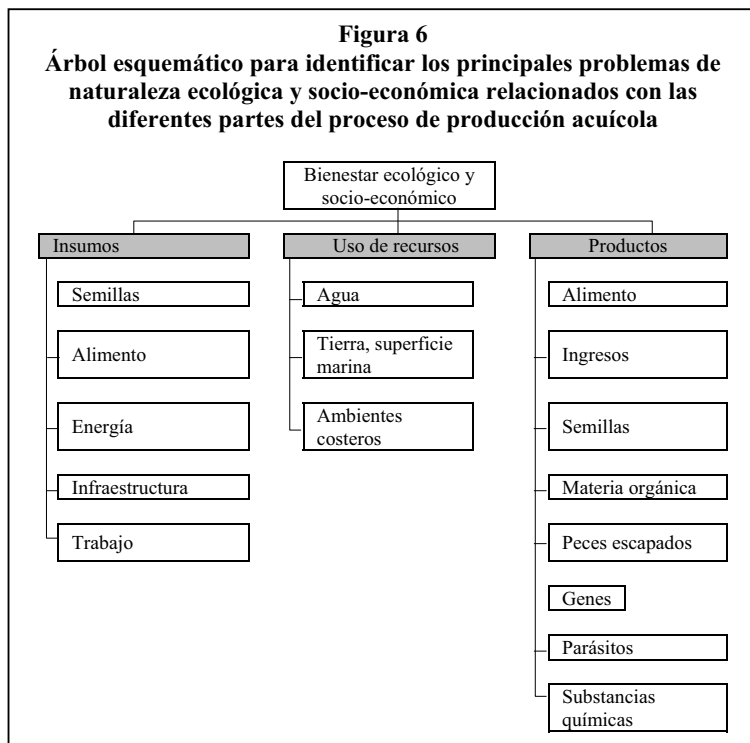 Figura 6
Árbol esquemático para identificar los principales problemas de
naturaleza ecológica y socio-económica relacionados con las
diferentes partes del proceso de producción acuícola
Bienestar ecológico y
socio-económico
Insumos
Semillas
Alimento
Energía
Infraestructura
Trabajo
Uso de recursos
Agua
Tierra, superficie
marina
Ambientes
costeros
Productos
Alimento
Ingresos
Semillas
Materia orgánica
Peces escapados
Genes
Parásitos
Substancias
químicas